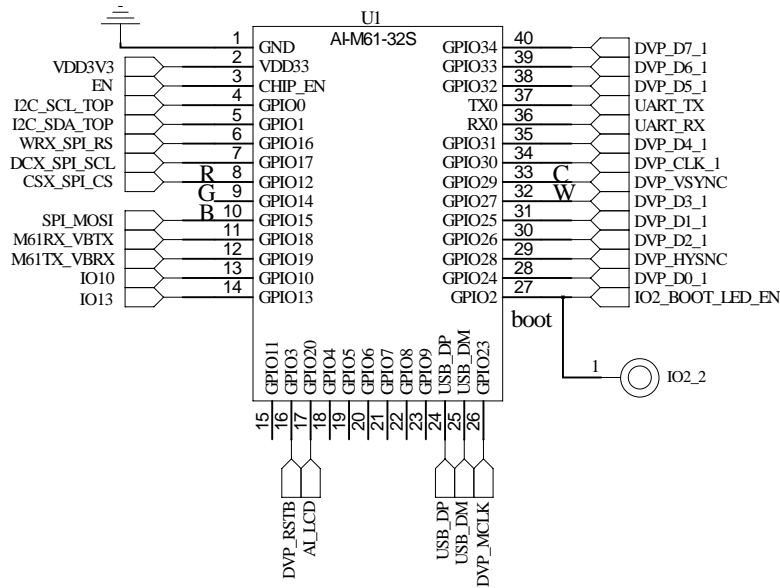 U1
AI-M61-32S
1 GND GPIO34 40 DVP_D7_1
VDD3V3 2 VDD33 GPIO33 39 DVP_D6_1
EN 3 CHIP_EN GPIO32 38 DVP_D5_1
I2C_SCL_TOP 4 GPIO0 TX0 37 UART_TX
I2C_SDA_TOP 5 GPIO1 RX0 36 UART_RX
WRX_SPI_RS 6 GPIO16 GPIO31 35 DVP_D4_1
DCX_SPI_SCL 7 GPIO17 GPIO30 34 DVP_CLK_1
CSX_SPI_CS R 8 GPIO12 GPIO29 33 C DVP_VSYNC
G 9 GPIO14 GPIO27 32 W DVP_D3_1
SPI_MOSI B 10 GPIO15 GPIO25 31 DVP_D1_1
M61RX_VBTX 11 GPIO18 GPIO26 30 DVP_D2_1
M61TX_VBRX 12 GPIO19 GPIO28 29 DVP_HYSNC
IO10 13 GPIO10 GPIO24 28 DVP_D0_1
IO13 14 GPIO13 GPIO2 27 IO2_BOOT_LED_EN
boot
1 IO2_2
GPIO11 15
GPIO3 16 DVP_RSTB
GPIO20 17 AI_LCD
GPIO4 18
GPIO5 19
GPIO6 20
GPIO7 21
GPIO8 22
GPIO9 23
USB_DP 24 USB_DP
USB_DM 25 USB_DM
GPIO23 26 DVP_MCLK